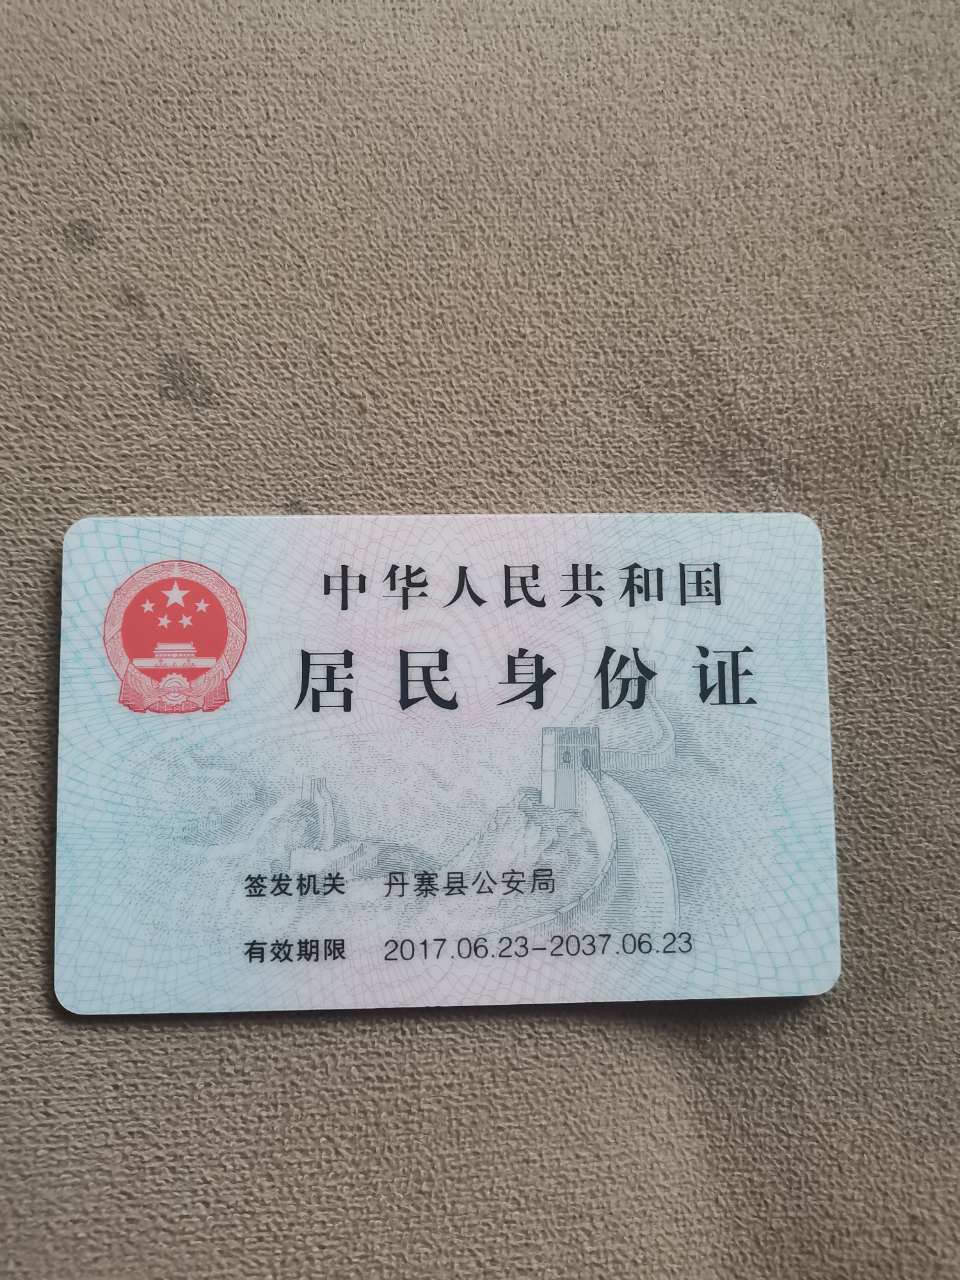 中华人民共和国
居民身份证
签发机关 丹寨县公安局
有效期限 2017.06.23-2037.06.23